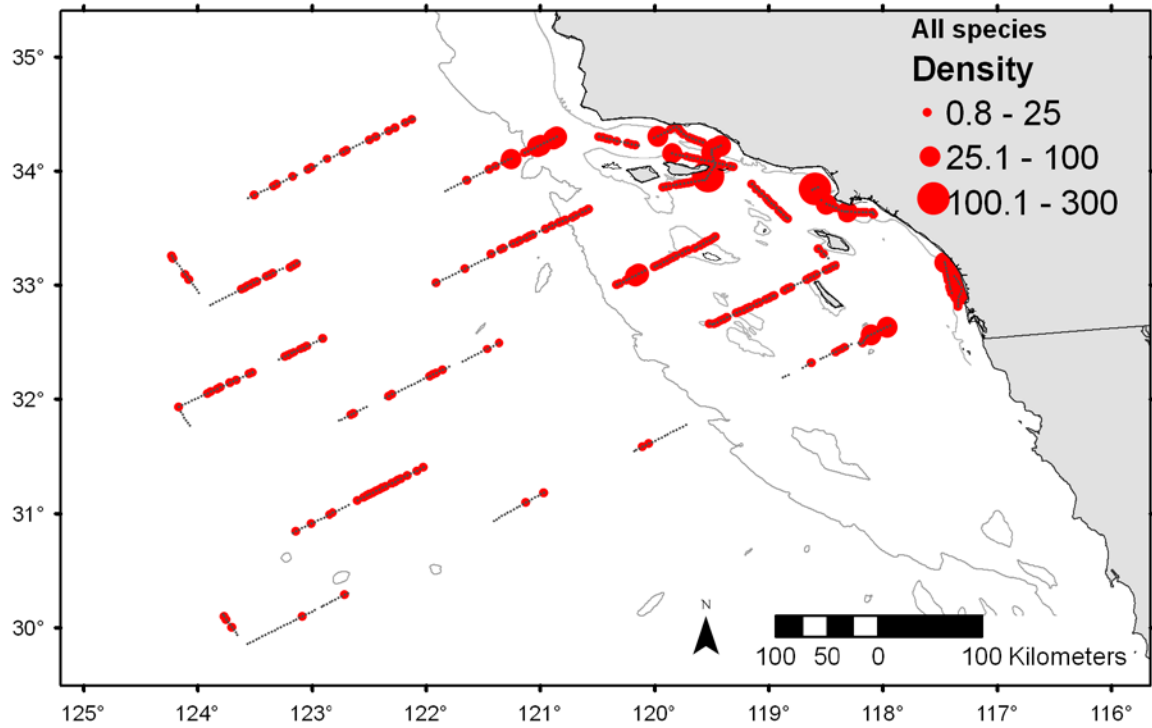 All species
Density
0.8 - 25
25.1 - 100
100.1 - 300
35°
34°
33°
32°
31°
30°
N
100 50 0 100 Kilometers
125° 124° 123° 122° 121° 120° 119° 118° 117° 116°